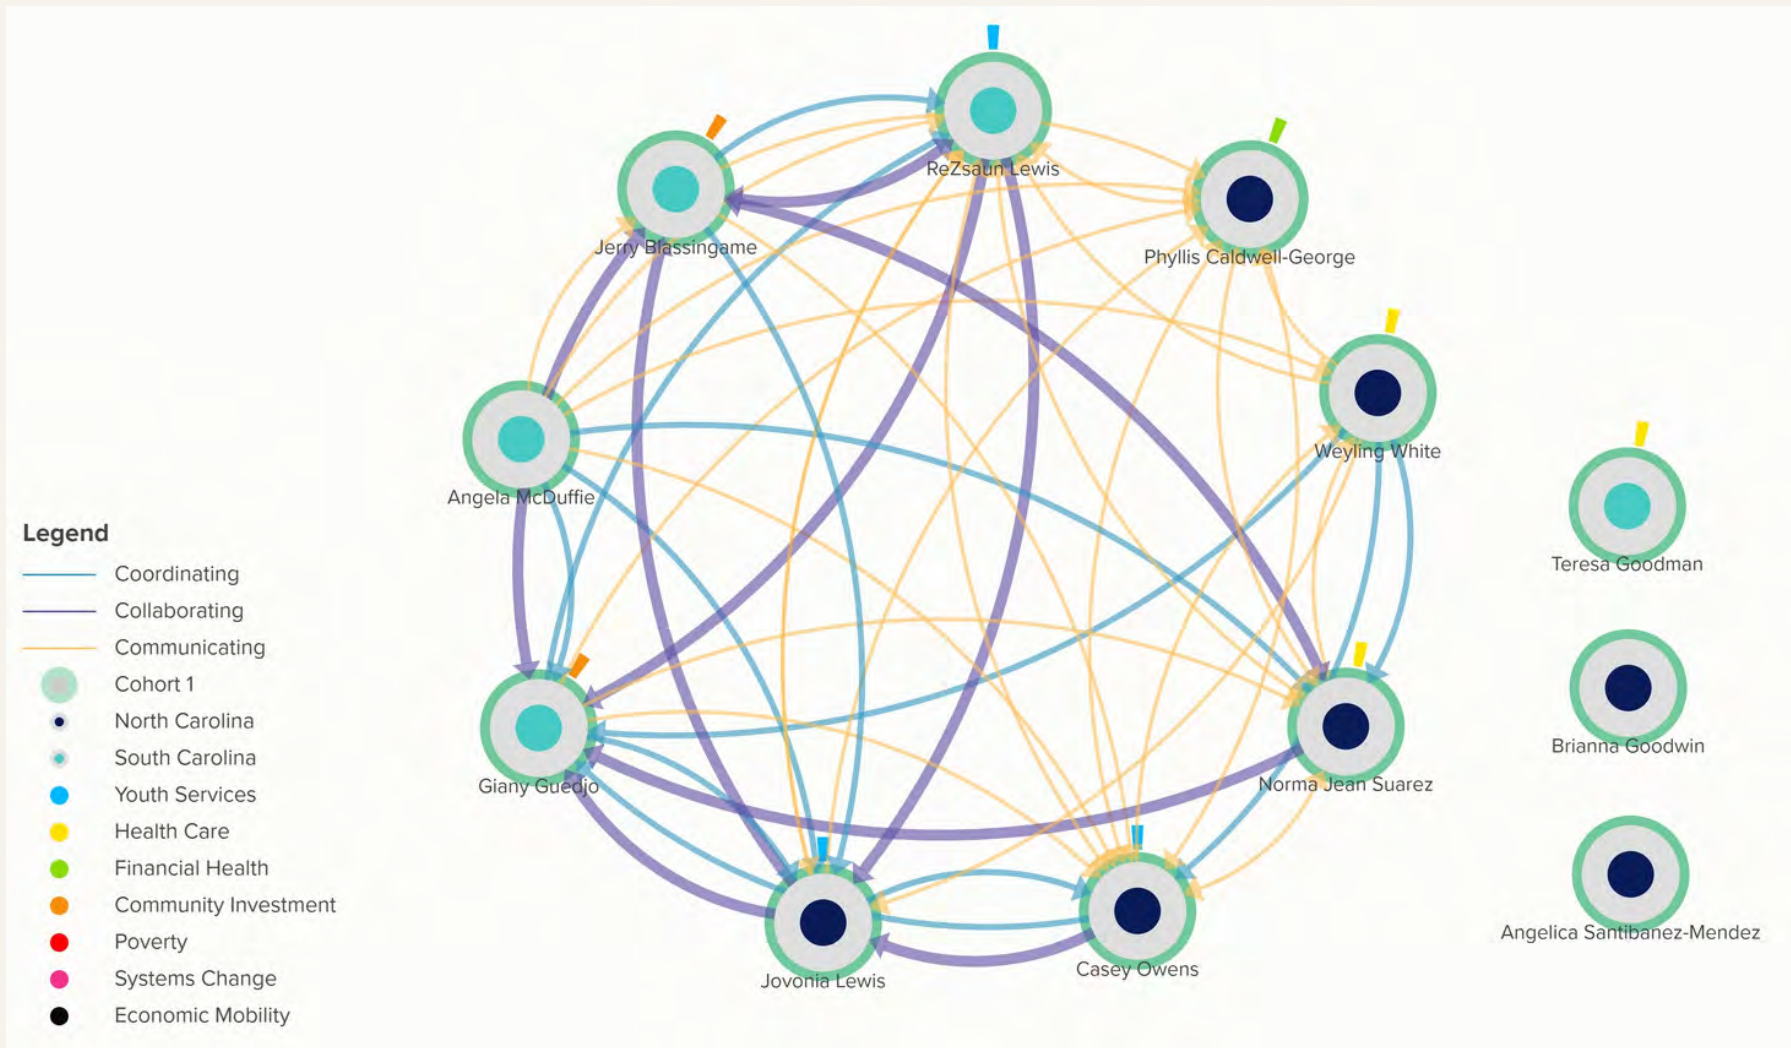 ReZsaun Lewis
Jerry Blassingame
Phyllis Caldwell-George
Weyling White
Angela McDuffie
Teresa Goodman
Brianna Goodwin
Giany Guedjo
Norma Jean Suarez
Angelica Santibanez-Mendez
Casey Owens
Jovonia Lewis
Legend
Coordinating
Collaborating
Communicating
Cohort 1
North Carolina
South Carolina
Youth Services
Health Care
Financial Health
Community Investment
Poverty
Systems Change
Economic Mobility